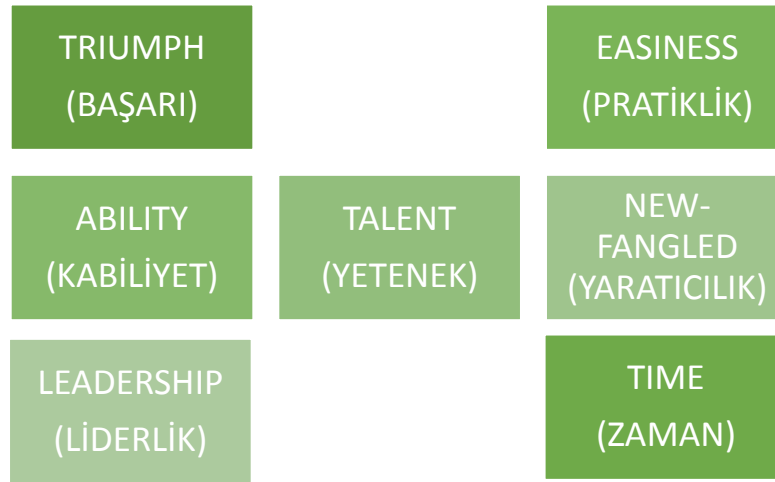 TRIUMPH
(BAŞARI)
EASINESS
(PRATİKLİK)
ABILITY
(KABİLİYET)
TALENT
(YETENEK)
NEW-
FANGLED
(YARATICILIK)
LEADERSHIP
(LİDERLİK)
TIME
(ZAMAN)